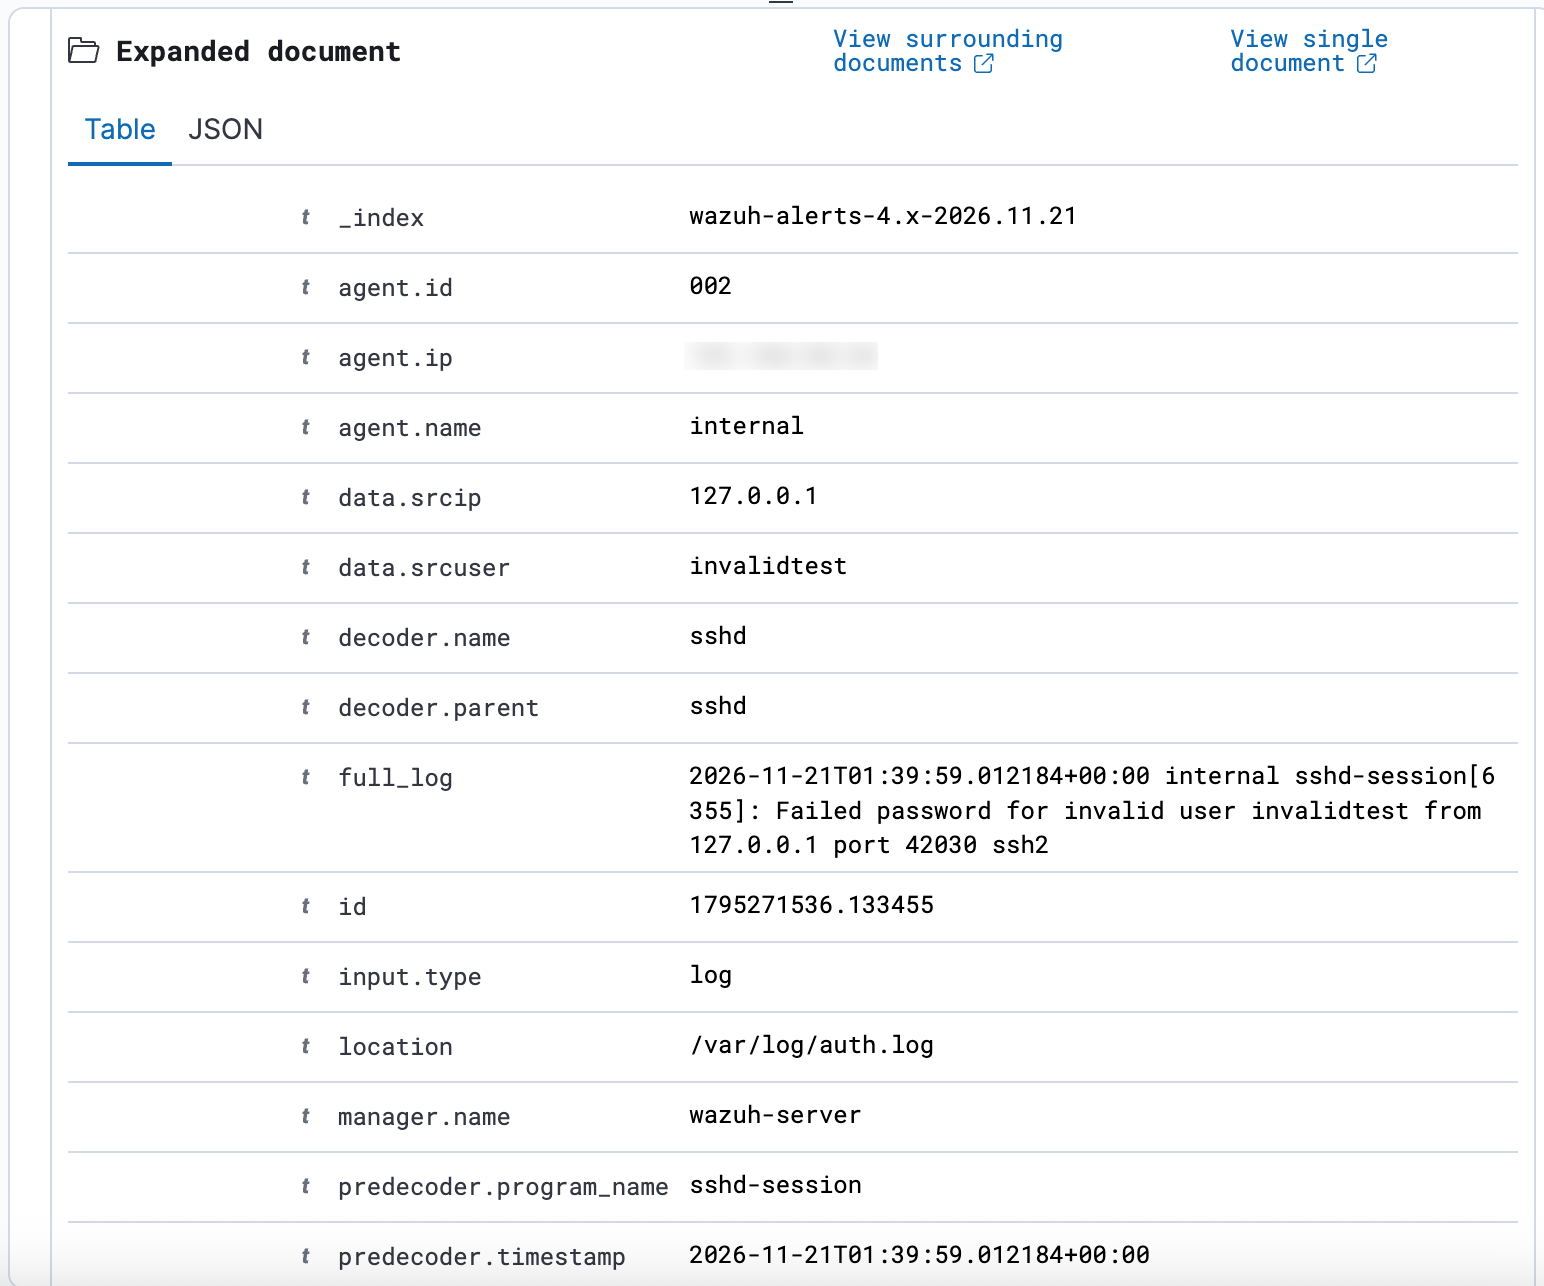 Expanded document
View surrounding
documents
View single
document
Table JSON
t _index wazuh-alerts-4.x-2026.11.21
t agent.id 002
t agent.ip
t agent.name internal
t data.srcip 127.0.0.1
t data.srcuser invalidtest
t decoder.name sshd
t decoder.parent sshd
t full_log 2026-11-21T01:39:59.012184+00:00 internal sshd-session[6
355]: Failed password for invalid user invalidtest from
127.0.0.1 port 42030 ssh2
t id 1795271536.133455
t input.type log
t location /var/log/auth.log
t manager.name wazuh-server
t predecoder.program_name sshd-session
t predecoder.timestamp 2026-11-21T01:39:59.012184+00:00